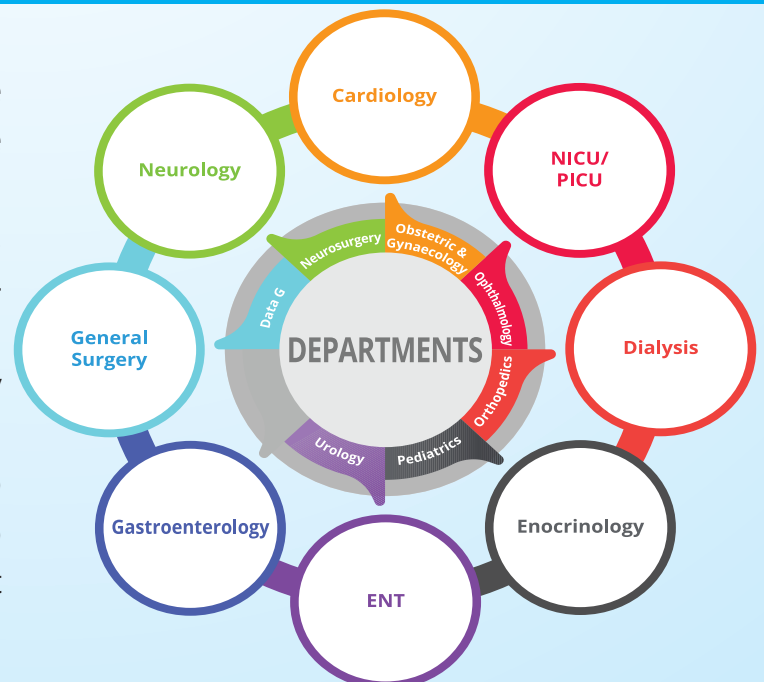 Cardiology
NICU/
PICU
Dialysis
Enocrinology
ENT
Gastroenterology
General
Surgery
Neurology
Obstetric &
Gynaecology
Ophthalmology
Orthopedics
Pediatrics
Urology
Data G
Neurosurgery
DEPARTMENTS